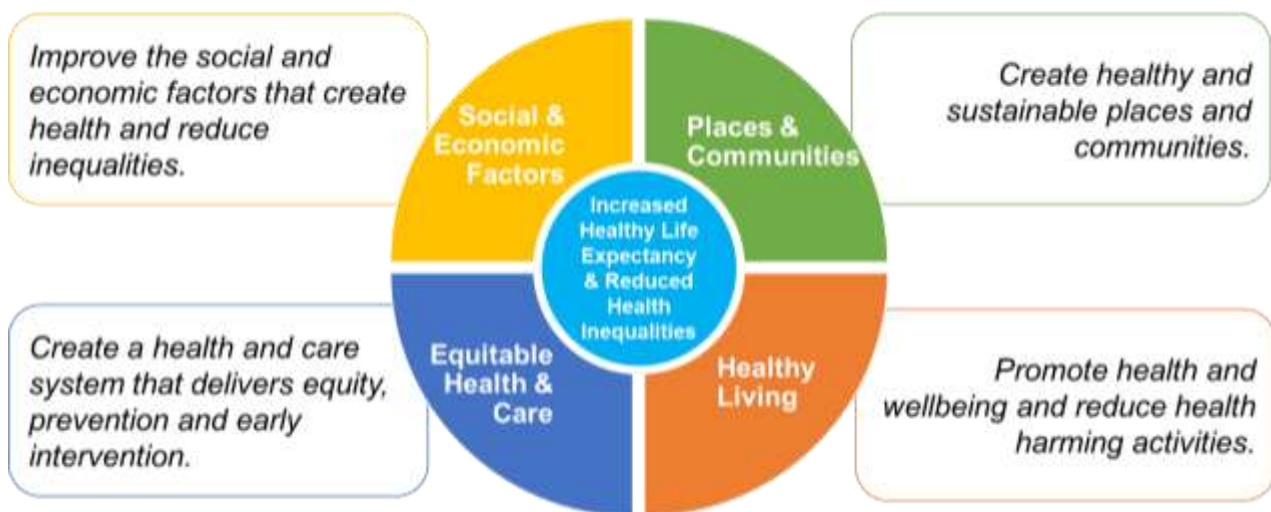 Improve the social and
economic factors that create
health and reduce
inequalities.
Social &
Economic
Factors
Places &
Communities
Create healthy and
sustainable places and
communities.
Increased
Healthy Life
Expectancy
& Reduced
Health
Inequalities
Create a health and care
system that delivers equity,
prevention and early
intervention.
Equitable
Health &
Care
Healthy
Living
Promote health and
wellbeing and reduce health
harming activities.